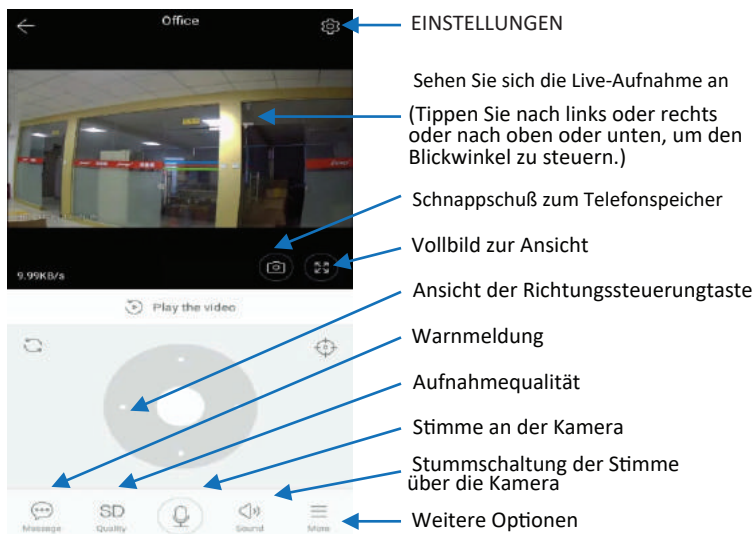 Office
EINSTELLUNGEN
Sehen Sie sich die Live-Aufnahme an
(Tippen Sie nach links oder rechts
oder nach oben oder unten, um den
Blickwinkel zu steuern.)
Schnappschuß zum Telefonspeicher
9.99KB/s
Vollbild zur Ansicht
Play the video
Ansicht der Richtungssteuerungtaste
Warnmeldung
Aufnahmequalität
Stimme an der Kamera
Stummschaltung der Stimme
über die Kamera
SD
Message
Quality
Sound
More
Weitere Optionen